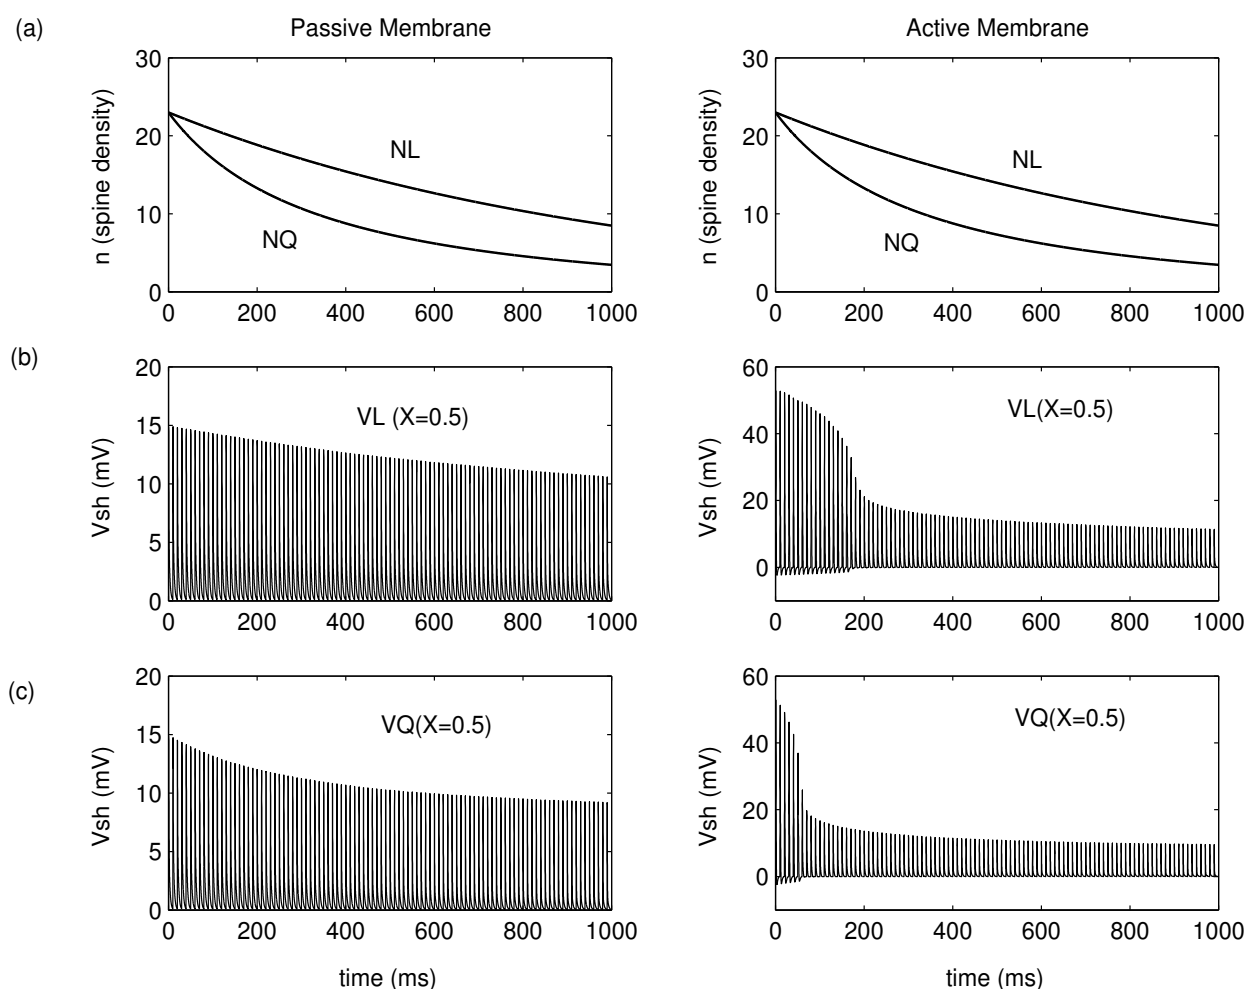 (a)
Passive Membrane
Active Membrane
n (spine density)
30
20
10
0
NL
NQ
0 200 400 600 800 1000
n (spine density)
30
20
10
0
NL
NQ
0 200 400 600 800 1000
(b)
Vsh (mV)
20
15
10
5
0
VL (X=0.5)
0 200 400 600 800 1000
Vsh (mV)
60
40
20
0
VL(X=0.5)
0 200 400 600 800 1000
(c)
Vsh (mV)
20
15
10
5
0
VQ(X=0.5)
0 200 400 600 800 1000
time (ms)
Vsh (mV)
60
40
20
0
VQ(X=0.5)
0 200 400 600 800 1000
time (ms)